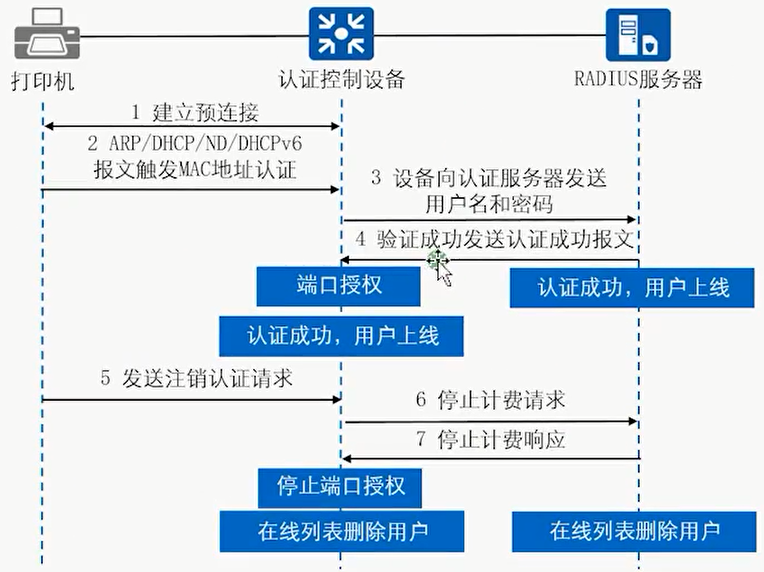 打印机
认证控制设备
RADIUS服务器
1 建立预连接
2 ARP/DHCP/ND/DHCPv6
报文触发MAC地址认证
3 设备向认证服务器发送
用户名和密码
4 验证成功发送认证成功报文
端口授权
认证成功，用户上线
认证成功，用户上线
5 发送注销认证请求
6 停止计费请求
7 停止计费响应
停止端口授权
在线列表删除用户
在线列表删除用户